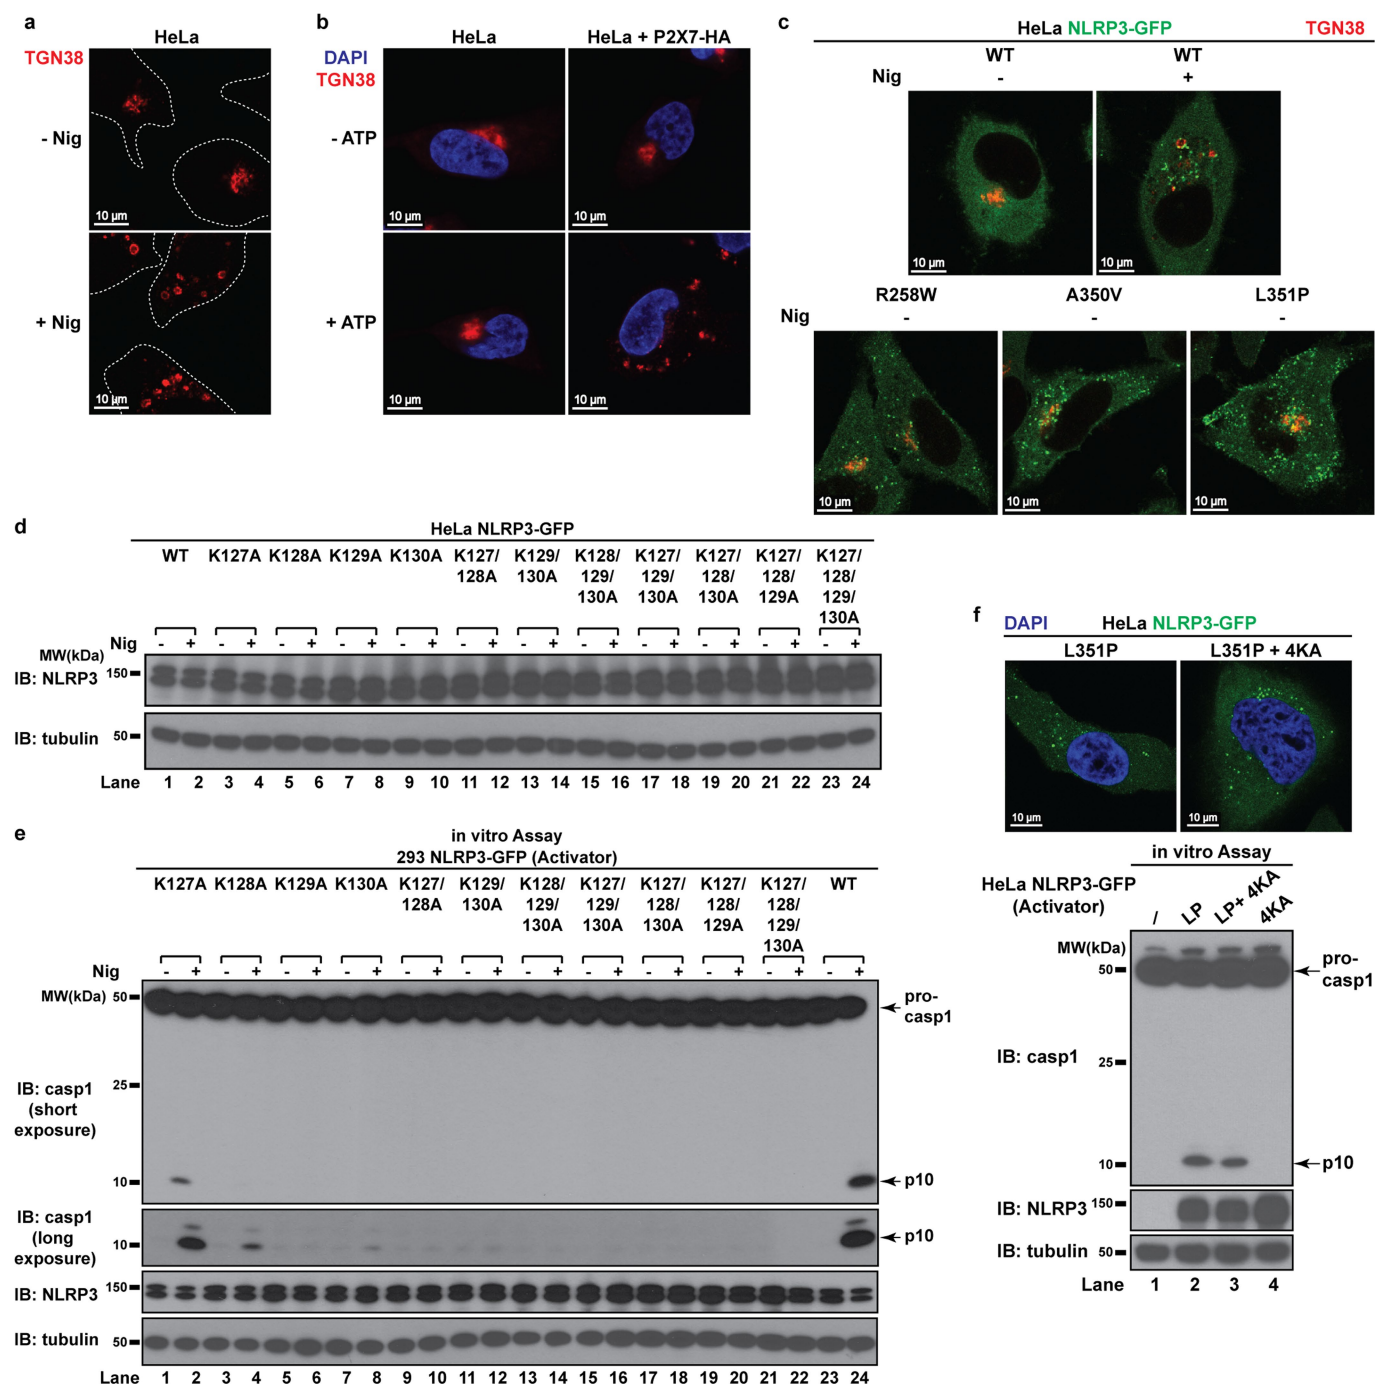 a
HeLa
TGN38
- Nig
10 µm
+ Nig
10 µm
b
HeLa
HeLa + P2X7-HA
DAPI
TGN38
- ATP
10 µm
10 µm
+ ATP
10 µm
10 µm
c
HeLa NLRP3-GFP
TGN38
WT
WT
Nig
-
+
10 µm
10 µm
R258W
A350V
L351P
Nig
-
-
-
10 µm
10 µm
10 µm
d
HeLa NLRP3-GFP
WT K127A K128A K129A K130A K127/ K129/ K128/ K127/ K127/ K127/ K127/
128A 130A 129/ 129/ 128/ 128/ 128/
130A 130A 130A 129A 129/
130A
Nig - + - + - + - + - + - + - + - + - + - + - + - +
MW(kDa)
IB: NLRP3 150
IB: tubulin 50
Lane 1 2 3 4 5 6 7 8 9 10 11 12 13 14 15 16 17 18 19 20 21 22 23 24
e
in vitro Assay
293 NLRP3-GFP (Activator)
K127A K128A K129A K130A K127/ K129/ K128/ K127/ K127/ K127/ K127/ WT
128A 130A 129/ 129/ 128/ 128/ 128/
130A 130A 130A 129A 129/
130A
Nig - + - + - + - + - + - + - + - + - + - + - + - +
MW(kDa) 50
pro-
casp1
25
IB: casp1
(short
exposure)
10
p10
IB: casp1
(long
exposure)
10
p10
IB: NLRP3 150
IB: tubulin 50
Lane 1 2 3 4 5 6 7 8 9 10 11 12 13 14 15 16 17 18 19 20 21 22 23 24
f
DAPI
HeLa NLRP3-GFP
L351P
L351P + 4KA
10 µm
10 µm
in vitro Assay
HeLa NLRP3-GFP
(Activator)
/ LP LP+ 4KA 4KA
MW(kDa)
50
pro-
casp1
IB: casp1
25
10
p10
IB: NLRP3 150
IB: tubulin 50
Lane 1 2 3 4